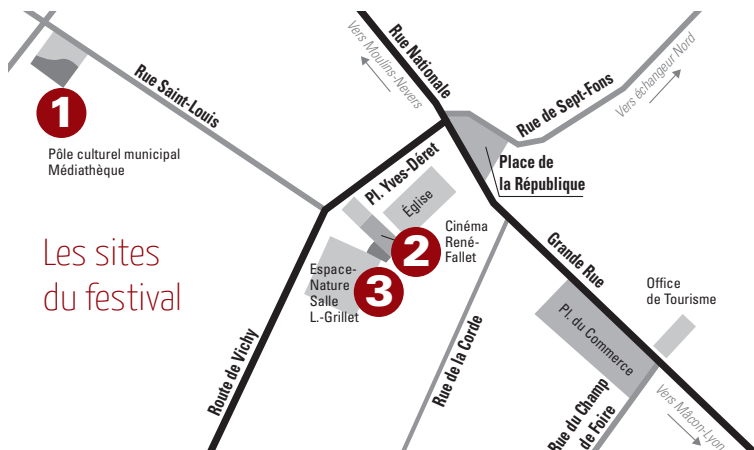 1
Pôle culturel municipal
Médiathèque
Rue Saint-Louis
Les sites
du festival
Vers Moulins-Nevers
Rue Nationale
Rue de Sept-Fons
Vers échangeur Nord
Place de
la République
Pl. Yves-Déret
Église
2
Cinéma
René-
Fallet
3
Espace-
Nature
Salle
L.-Grillet
Route de Vichy
Rue de la Corde
Grande Rue
Office
de Tourisme
Pl. du Commerce
Rue du Champ
de Foire
Vers Mâcon-Lyon